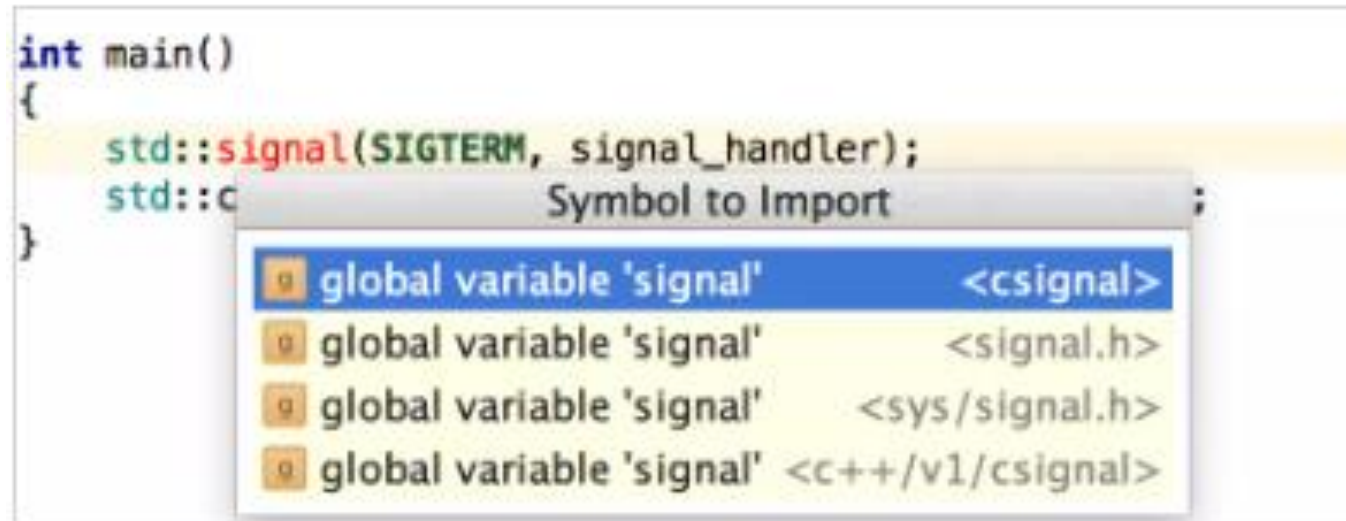 int main()
{
std::signal(SIGTERM, signal_handler);
std::c ;
}
Symbol to Import
global variable 'signal' <csignal>
global variable 'signal' <signal.h>
global variable 'signal' <sys/signal.h>
global variable 'signal' <c++/v1/csignal>